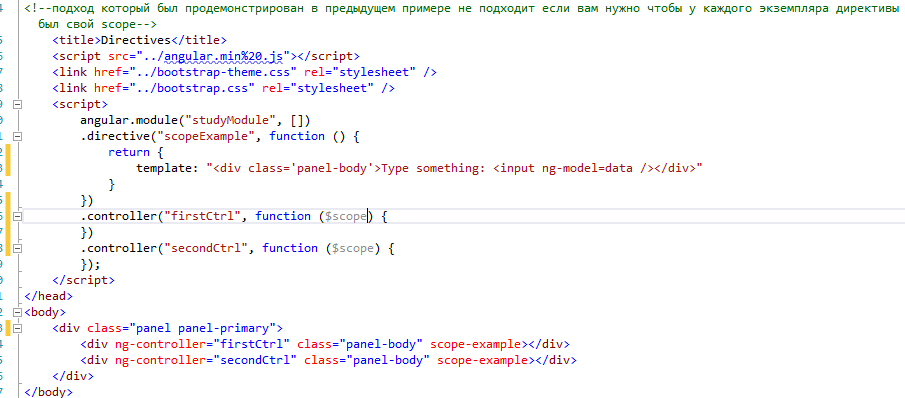 <!--подход который был продемонстрирован в предыдущем примере не подходит если вам нужно чтобы у каждого экземпляра директивы
был свой scope-->
<title>Directives</title>
<script src="../angular.min%20.js"></script>
<link href="../bootstrap-theme.css" rel="stylesheet" />
<link href="../bootstrap.css" rel="stylesheet" />
<script>
angular.module("studyModule", [])
.directive("scopeExample", function () {
return {
template: "<div class='panel-body'>Type something: <input ng-model=data /></div>"
}
})
.controller("firstCtrl", function ($scope) {
})
.controller("secondCtrl", function ($scope) {
});
</script>
</head>
<body>
<div class="panel panel-primary">
<div ng-controller="firstCtrl" class="panel-body" scope-example></div>
<div ng-controller="secondCtrl" class="panel-body" scope-example></div>
</div>
</body>